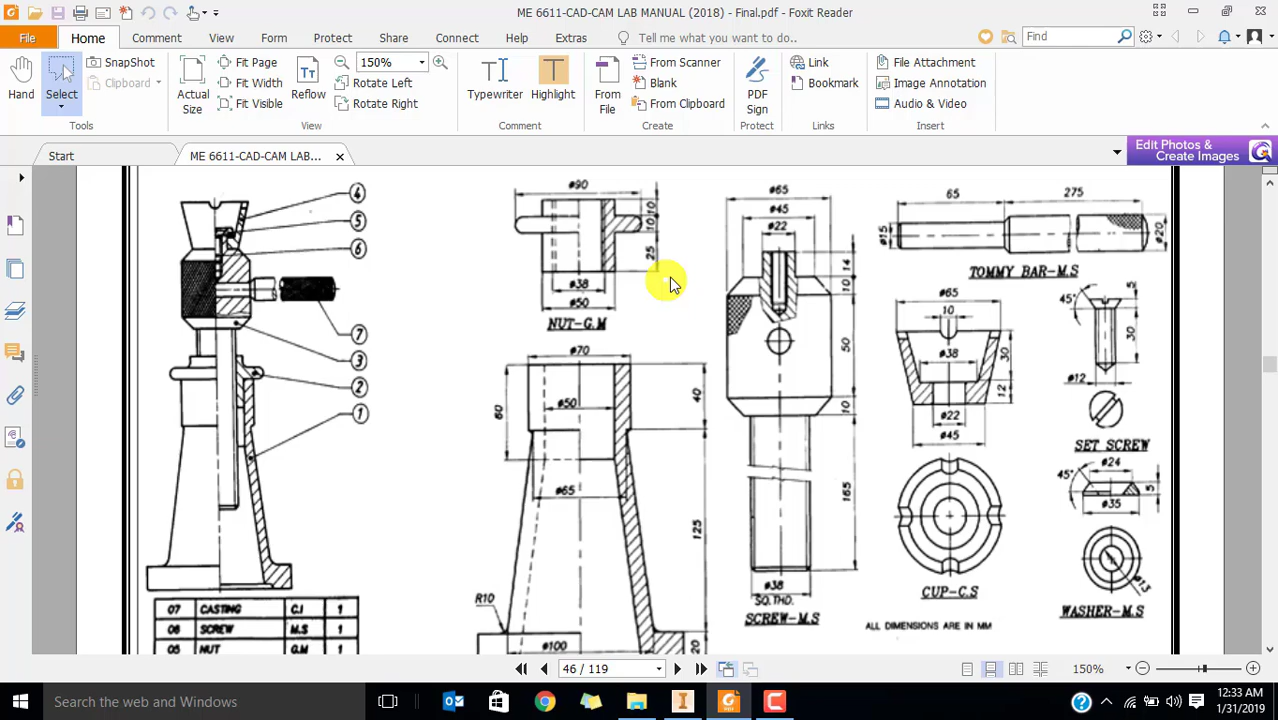 ME 6611-CAD-CAM LAB MANUAL (2018) - Final.pdf - Foxit Reader
File Home Comment View Form Protect Share Connect Help Extras Tell me what you want to do.. Find
SnapShot
Clipboard
Hand
Select
Tools
Actual
Size
Fit Page
Fit Width
Fit Visible
Reflow
150%
Rotate Left
Rotate Right
View
Typewriter
Highlight
Comment
From
File
From Scanner
Blank
From Clipboard
Create
PDF
Sign
Protect
Link
Bookmark
Links
File Attachment
Image Annotation
Audio & Video
Insert
Start
ME 6611-CAD-CAM LAB...
Edit Photos &
Create Images
4
5
6
7
3
2
1
07 CASTING C.I 1
06 SCREW M.S 1
05 NUT G.M 1
ø90
10
10
25
ø38
ø50
NUT-G.M
ø70
60
ø50
40
ø65
125
R10
20
ø100
ø65
ø45
ø22
14
10
50
10
165
ø38
SQ.THD.
SCREW-M.S
65 275
ø15
ø20
TOMMY BAR-M.S
ø65
10
ø38
30
12
ø22
ø45
CUP-C.S
45°
5
30
ø12
SET SCREW
ø24
45°
5
ø35
ø13
WASHER-M.S
ALL DIMENSIONS ARE IN MM
46 / 119
150%
Search the web and Windows
12:33 AM
1/31/2019